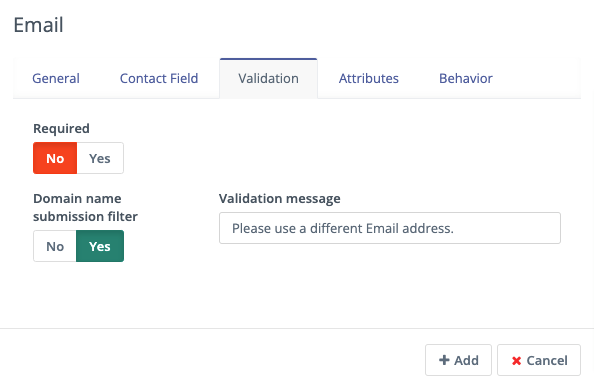 Email
General Contact Field Validation Attributes Behavior
Required
No Yes
Domain name
submission filter
No Yes
Validation message
Please use a different Email address.
Add Cancel